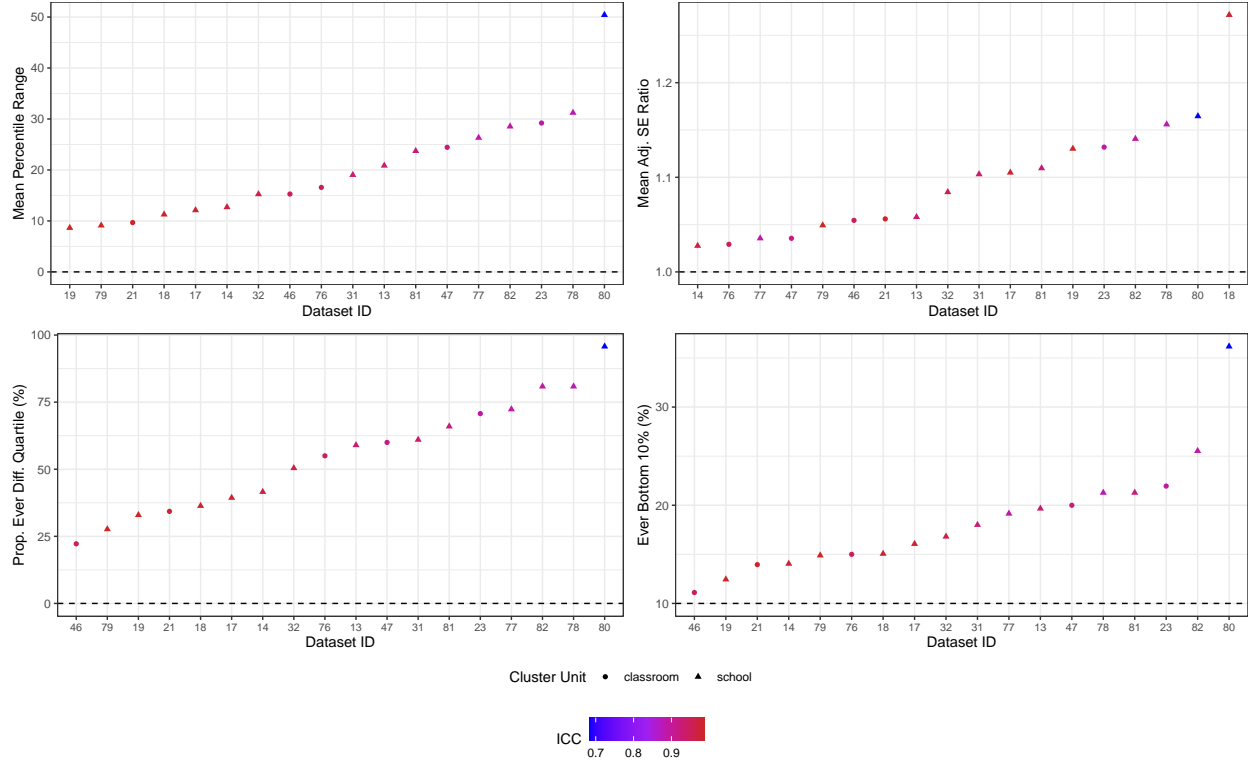 Mean Percentile Range
50
40
30
20
10
0
19 79 21 18 17 14 32 46 76 31 13 81 47 77 82 23 78 80
Dataset ID
Mean Adj. SE Ratio
1.2
1.1
1.0
14 76 77 47 79 46 21 13 32 31 17 81 19 23 82 78 80 18
Dataset ID
Prop. Ever Diff. Quartile (%)
100
75
50
25
0
46 79 19 21 18 17 14 32 76 13 47 31 81 23 77 82 78 80
Dataset ID
Ever Bottom 10% (%)
30
20
10
46 19 21 14 79 76 18 17 32 31 77 13 47 78 81 23 82 80
Dataset ID
Cluster Unit classroom school
ICC
0.7 0.8 0.9